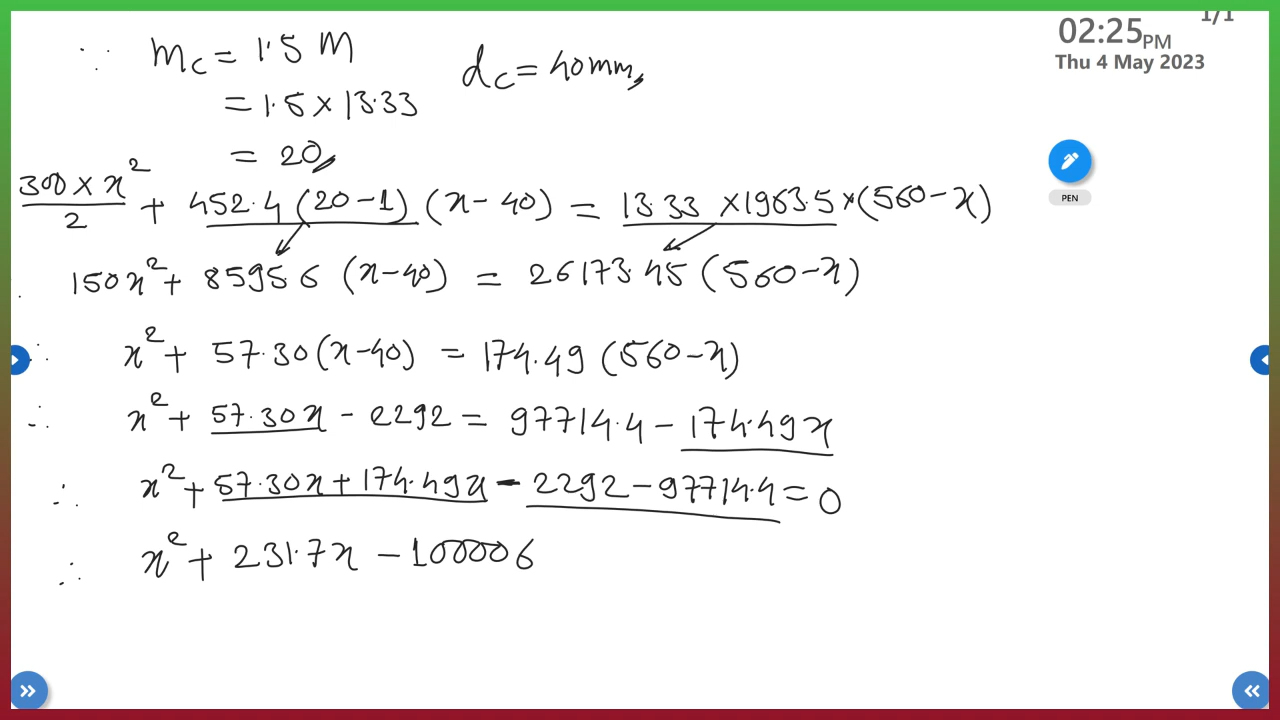 1/1
02:25PM
Thu 4 May 2023
PEN
∵ mc = 1.5 m    dc = 40mm,
= 1.5 × 13.33
= 20
300 × x²/2 + 452.4 (20-1) (x-40) = 13.33 × 1963.5 × (560-x)
150x² + 8595.6 (x-40) = 26173.45 (560-x)
∴ x² + 57.30(x-40) = 174.49 (560-x)
∴ x² + 57.30x - 2292 = 97714.4 - 174.49x
∴ x² + 57.30x + 174.49x - 2292 - 97714.4 = 0
∴ x² + 231.7x - 100006